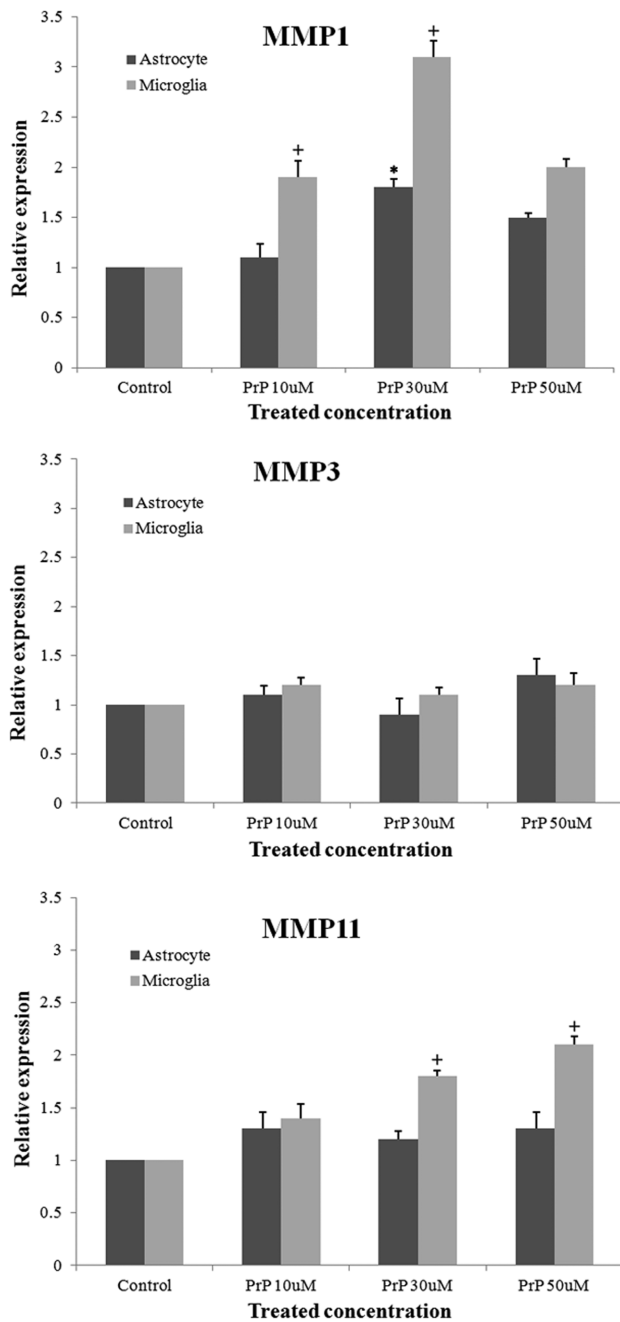 MMP1
Astrocyte
Microglia
Relative expression
3.5
3
2.5
2
1.5
1
0.5
0
+
*
+
Control PrP 10uM PrP 30uM PrP 50uM
Treated concentration
MMP3
Astrocyte
Microglia
Relative expression
3.5
3
2.5
2
1.5
1
0.5
0
Control PrP 10uM PrP 30uM PrP 50uM
Treated concentration
MMP11
Astrocyte
Microglia
Relative expression
3.5
3
2.5
2
1.5
1
0.5
0
+
+
Control PrP 10uM PrP 30uM PrP 50uM
Treated concentration